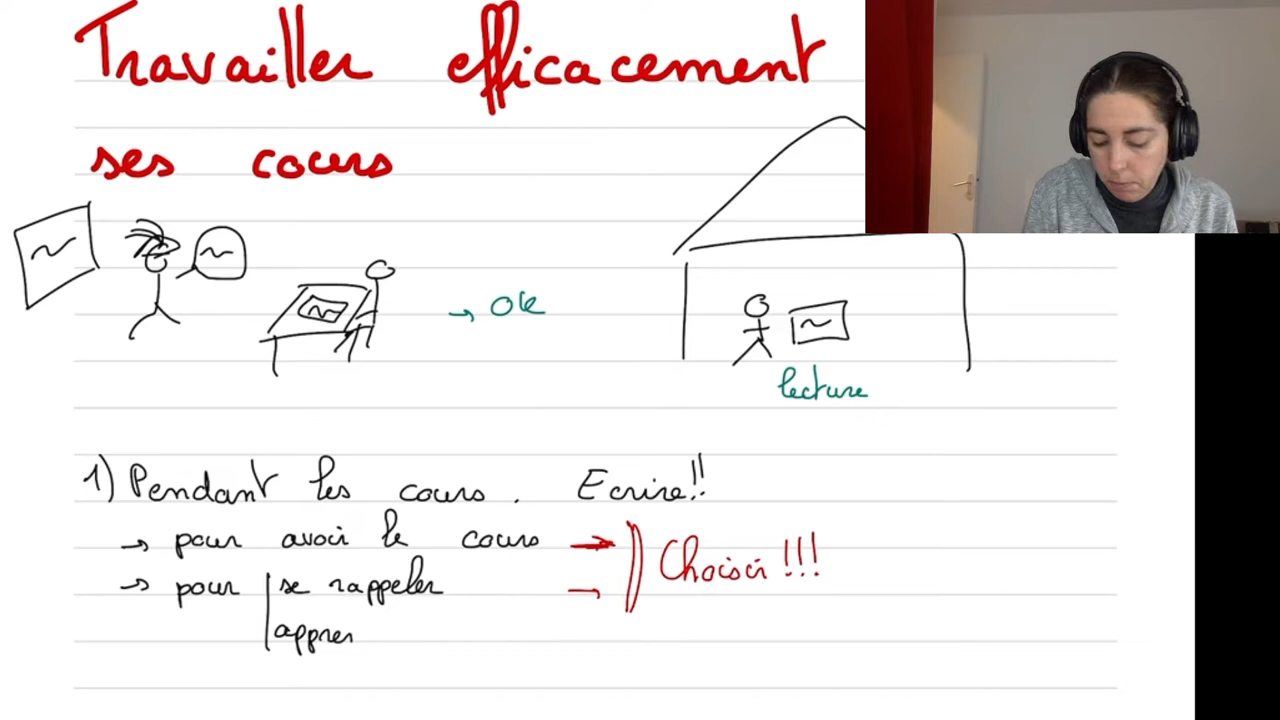 Travailler efficacement
ses cours
→ ok
lecture
1) Pendant les cours. Ecrire!!
→ pour avoir le cours →
→ pour se rappeler →
appren
Choisir!!!